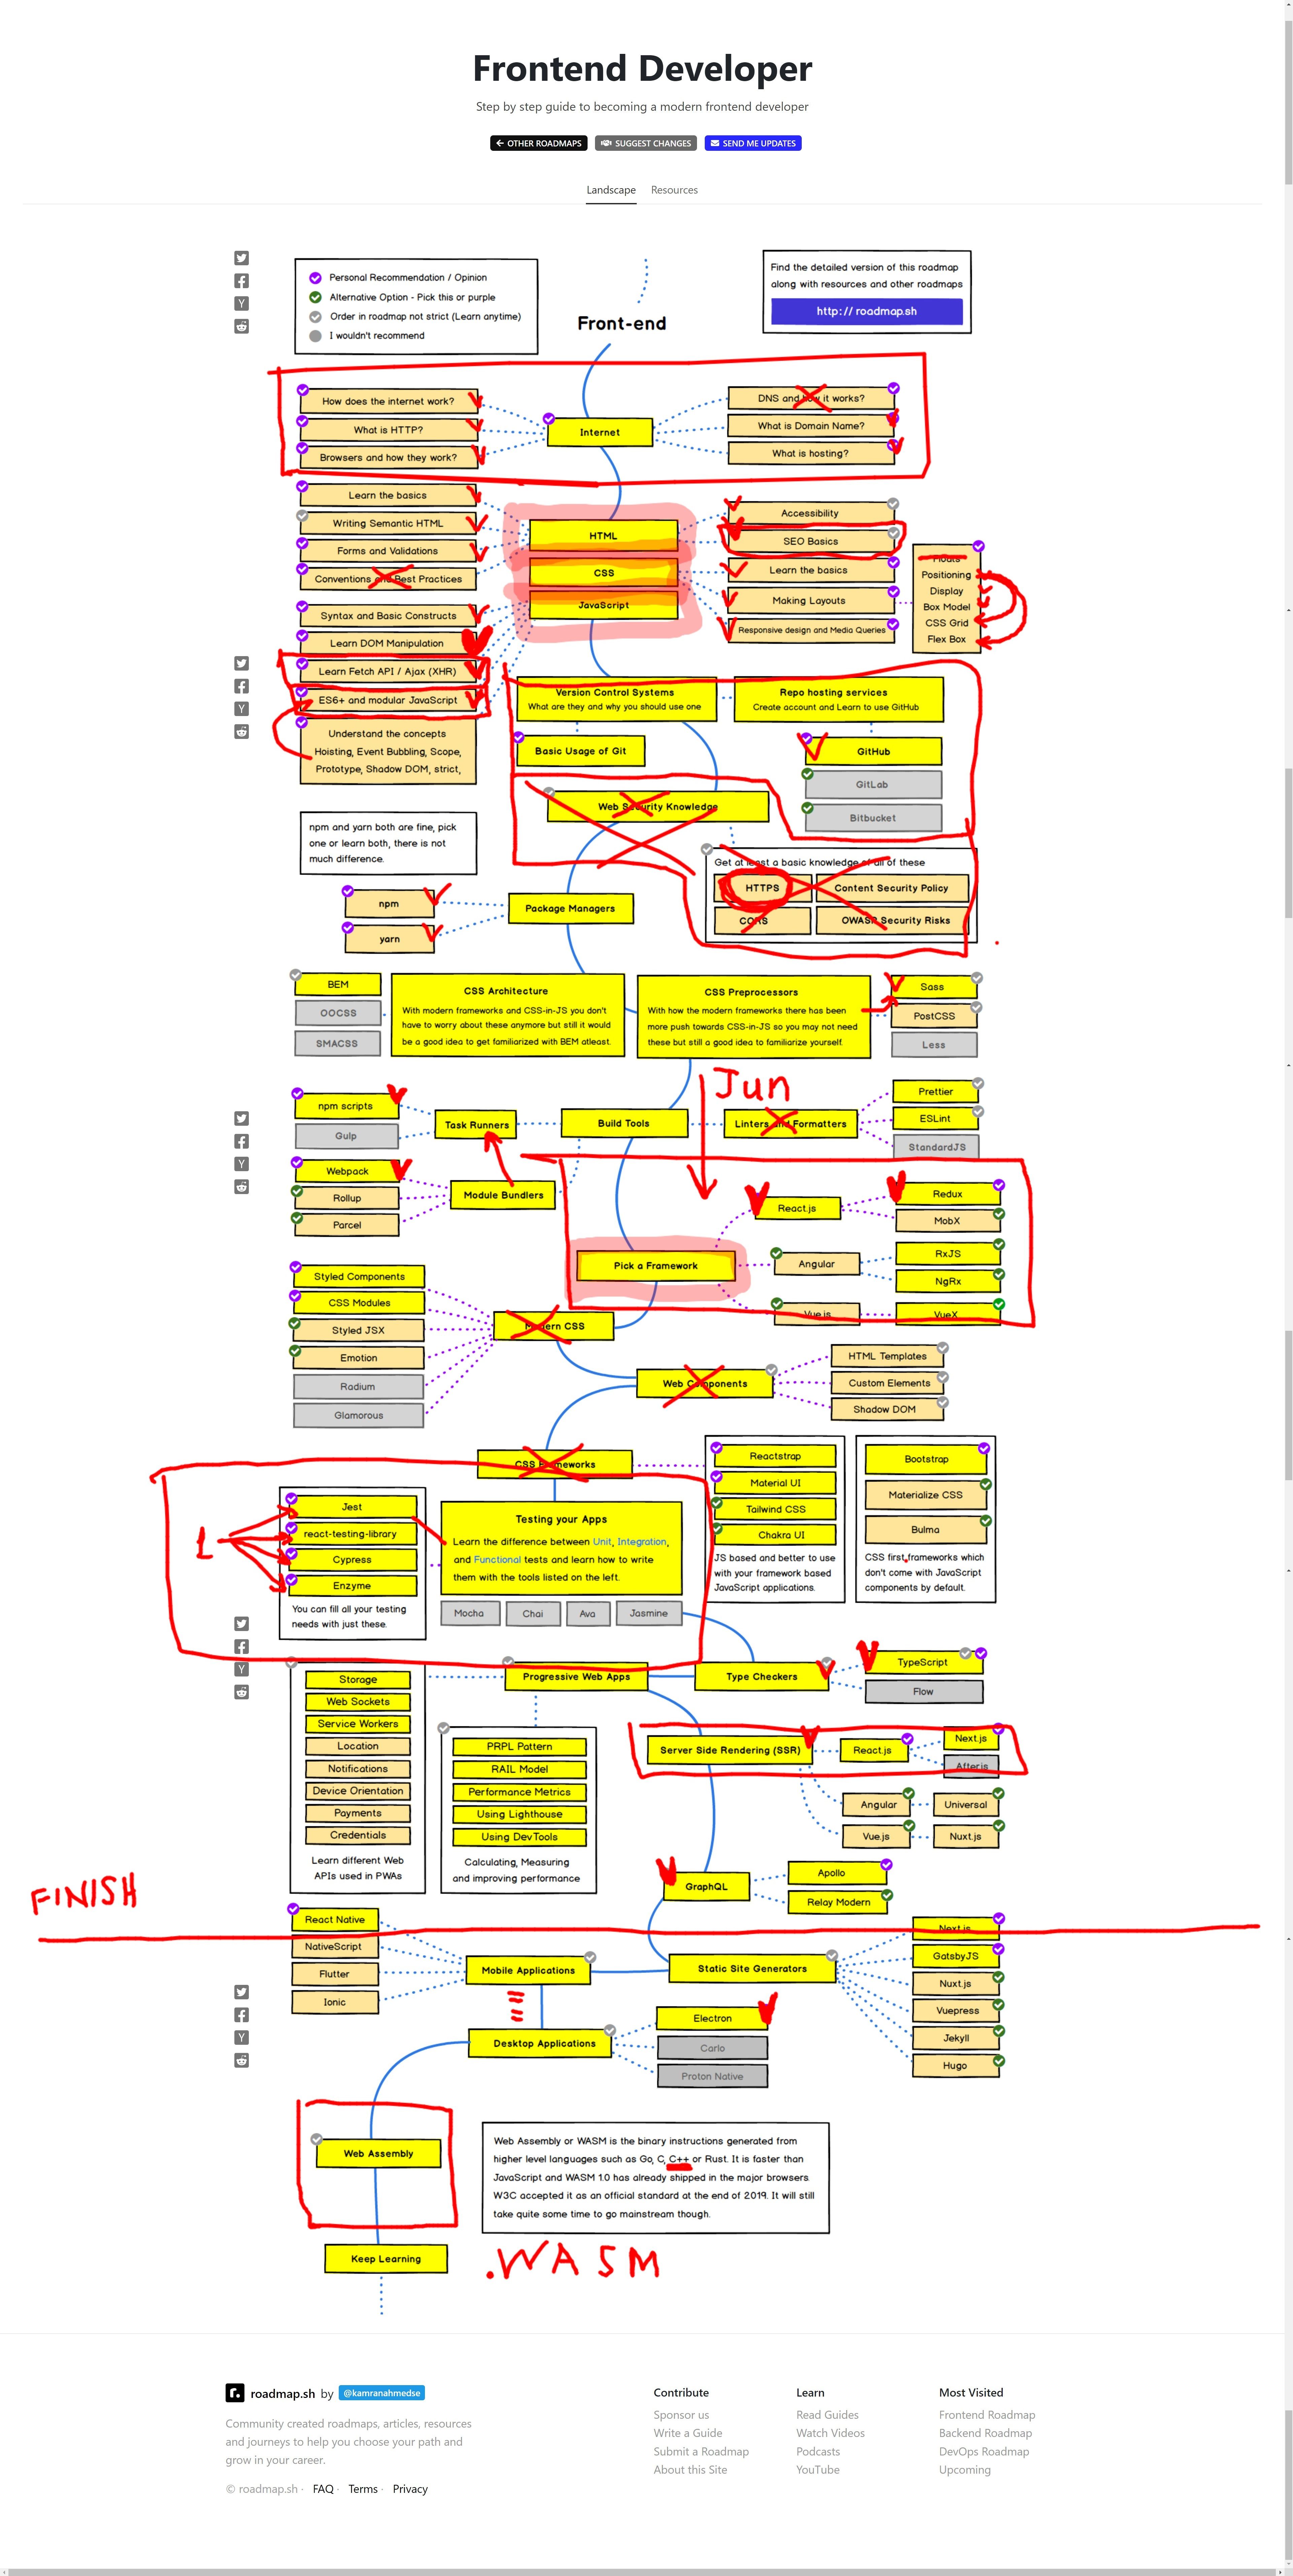 Frontend Developer
Step by step guide to becoming a modern frontend developer
OTHER ROADMAPS
SUGGEST CHANGES
SEND ME UPDATES
Landscape
Resources
Personal Recommendation / Opinion
Alternative Option - Pick this or purple
Order in roadmap not strict (Learn anytime)
I wouldn't recommend
Find the detailed version of this roadmap
along with resources and other roadmaps
http:// roadmap.sh
Front-end
How does the internet work?
What is HTTP?
Browsers and how they work?
Internet
DNS and how it works?
What is Domain Name?
What is hosting?
Learn the basics
Writing Semantic HTML
Forms and Validations
Conventions and Best Practices
HTML
CSS
JavaScript
Accessibility
SEO Basics
Learn the basics
Making Layouts
Responsive design and Media Queries
Floats
Positioning
Display
Box Model
CSS Grid
Flex Box
Syntax and Basic Constructs
Learn DOM Manipulation
Learn Fetch API / Ajax (XHR)
ES6+ and modular JavaScript
Understand the concepts
Hoisting, Event Bubbling, Scope,
Prototype, Shadow DOM, strict,
Version Control Systems
What are they and why you should use one
Repo hosting services
Create account and Learn to use GitHub
Basic Usage of Git
GitHub
GitLab
Bitbucket
Web Security Knowledge
Get at least a basic knowledge of all of these
HTTPS
Content Security Policy
CORS
OWASP Security Risks
npm and yarn both are fine, pick
one or learn both, there is not
much difference.
npm
yarn
Package Managers
BEM
OOCSS
SMACSS
CSS Architecture
With modern frameworks and CSS-in-JS you don't
have to worry about these anymore but still it would
be a good idea to get familiarized with BEM atleast.
CSS Preprocessors
With how the modern frameworks there has been
more push towards CSS-in-JS so you may not need
these but still a good idea to familiarize yourself.
Sass
PostCSS
Less
Jun
npm scripts
Gulp
Task Runners
Build Tools
Linters and Formatters
Prettier
ESLint
StandardJS
Webpack
Rollup
Parcel
Module Bundlers
Pick a Framework
React.js
Redux
MobX
Angular
RxJS
NgRx
Vue.js
VueX
Styled Components
CSS Modules
Styled JSX
Emotion
Radium
Glamorous
Modern CSS
Web Components
HTML Templates
Custom Elements
Shadow DOM
CSS Frameworks
Reactstrap
Material UI
Tailwind CSS
Chakra UI
JS based and better to use
with your framework based
JavaScript applications.
Bootstrap
Materialize CSS
Bulma
CSS first frameworks which
don't come with JavaScript
components by default.
1
Jest
react-testing-library
Cypress
Enzyme
You can fill all your testing
needs with just these.
Testing your Apps
Learn the difference between Unit, Integration,
and Functional tests and learn how to write
them with the tools listed on the left.
Mocha
Chai
Ava
Jasmine
Progressive Web Apps
Type Checkers
TypeScript
Flow
Storage
Web Sockets
Service Workers
Location
Notifications
Device Orientation
Payments
Credentials
Learn different Web
APIs used in PWAs
PRPL Pattern
RAIL Model
Performance Metrics
Using Lighthouse
Using DevTools
Calculating, Measuring
and improving performance
Server Side Rendering (SSR)
React.js
Next.js
After.js
Angular
Universal
Vue.js
Nuxt.js
GraphQL
Apollo
Relay Modern
FINISH
React Native
NativeScript
Flutter
Ionic
Mobile Applications
Static Site Generators
Next.js
GatsbyJS
Nuxt.js
Vuepress
Jekyll
Hugo
Desktop Applications
Electron
Carlo
Proton Native
Web Assembly
Web Assembly or WASM is the binary instructions generated from
higher level languages such as Go, C, C++ or Rust. It is faster than
JavaScript and WASM 1.0 has already shipped in the major browsers.
W3C accepted it as an official standard at the end of 2019. It will still
take quite some time to go mainstream though.
Keep Learning
.WASM
roadmap.sh by @kamranahmedse
Community created roadmaps, articles, resources
and journeys to help you choose your path and
grow in your career.
© roadmap.sh · FAQ · Terms · Privacy
Contribute
Sponsor us
Write a Guide
Submit a Roadmap
About this Site
Learn
Read Guides
Watch Videos
Podcasts
YouTube
Most Visited
Frontend Roadmap
Backend Roadmap
DevOps Roadmap
Upcoming